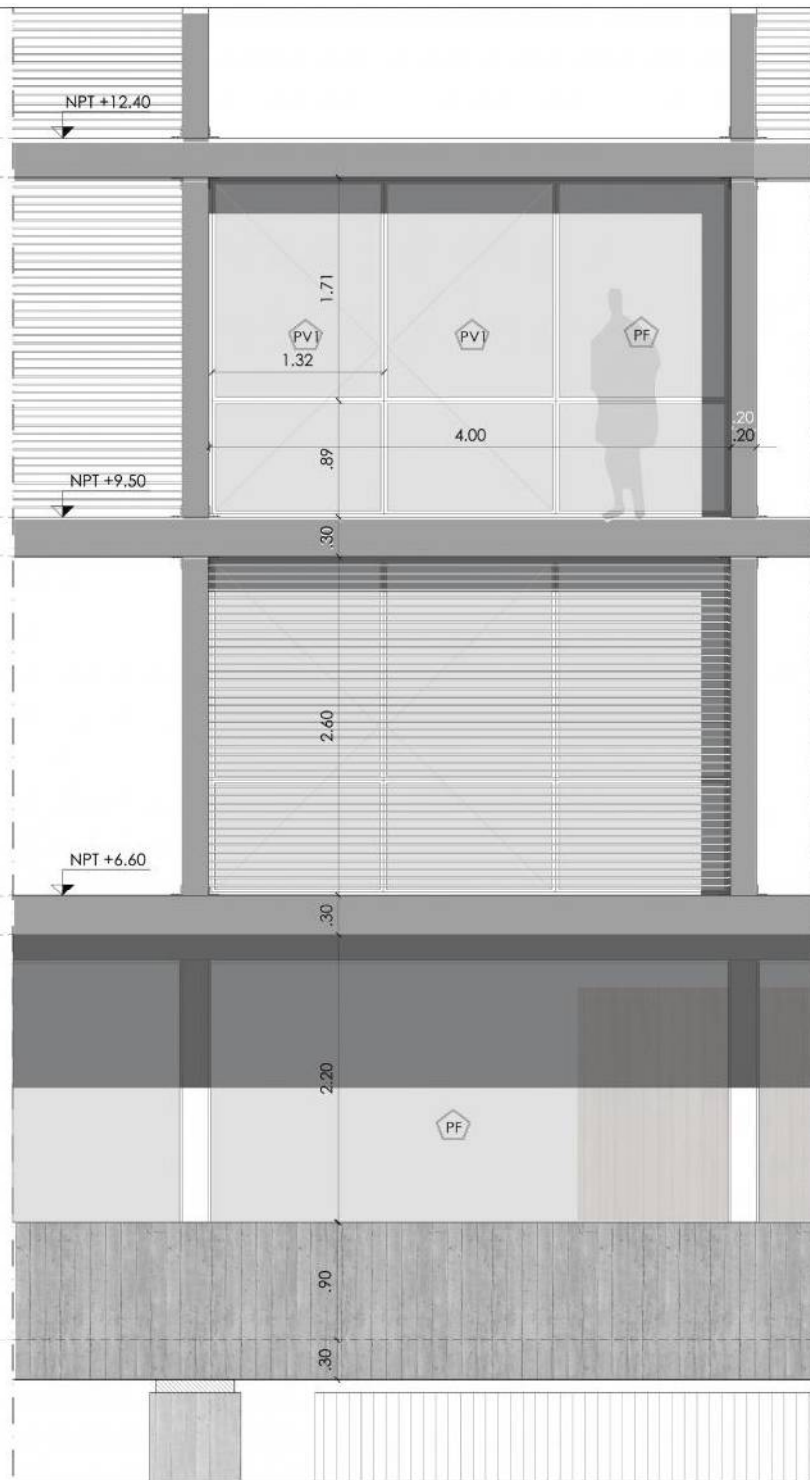 NPT +12.40
1.71
PV1
PV1
PF
1.32
.20
4.00
.20
.89
NPT +9.50
.30
2.60
NPT +6.60
.30
2.20
PF
.90
.30